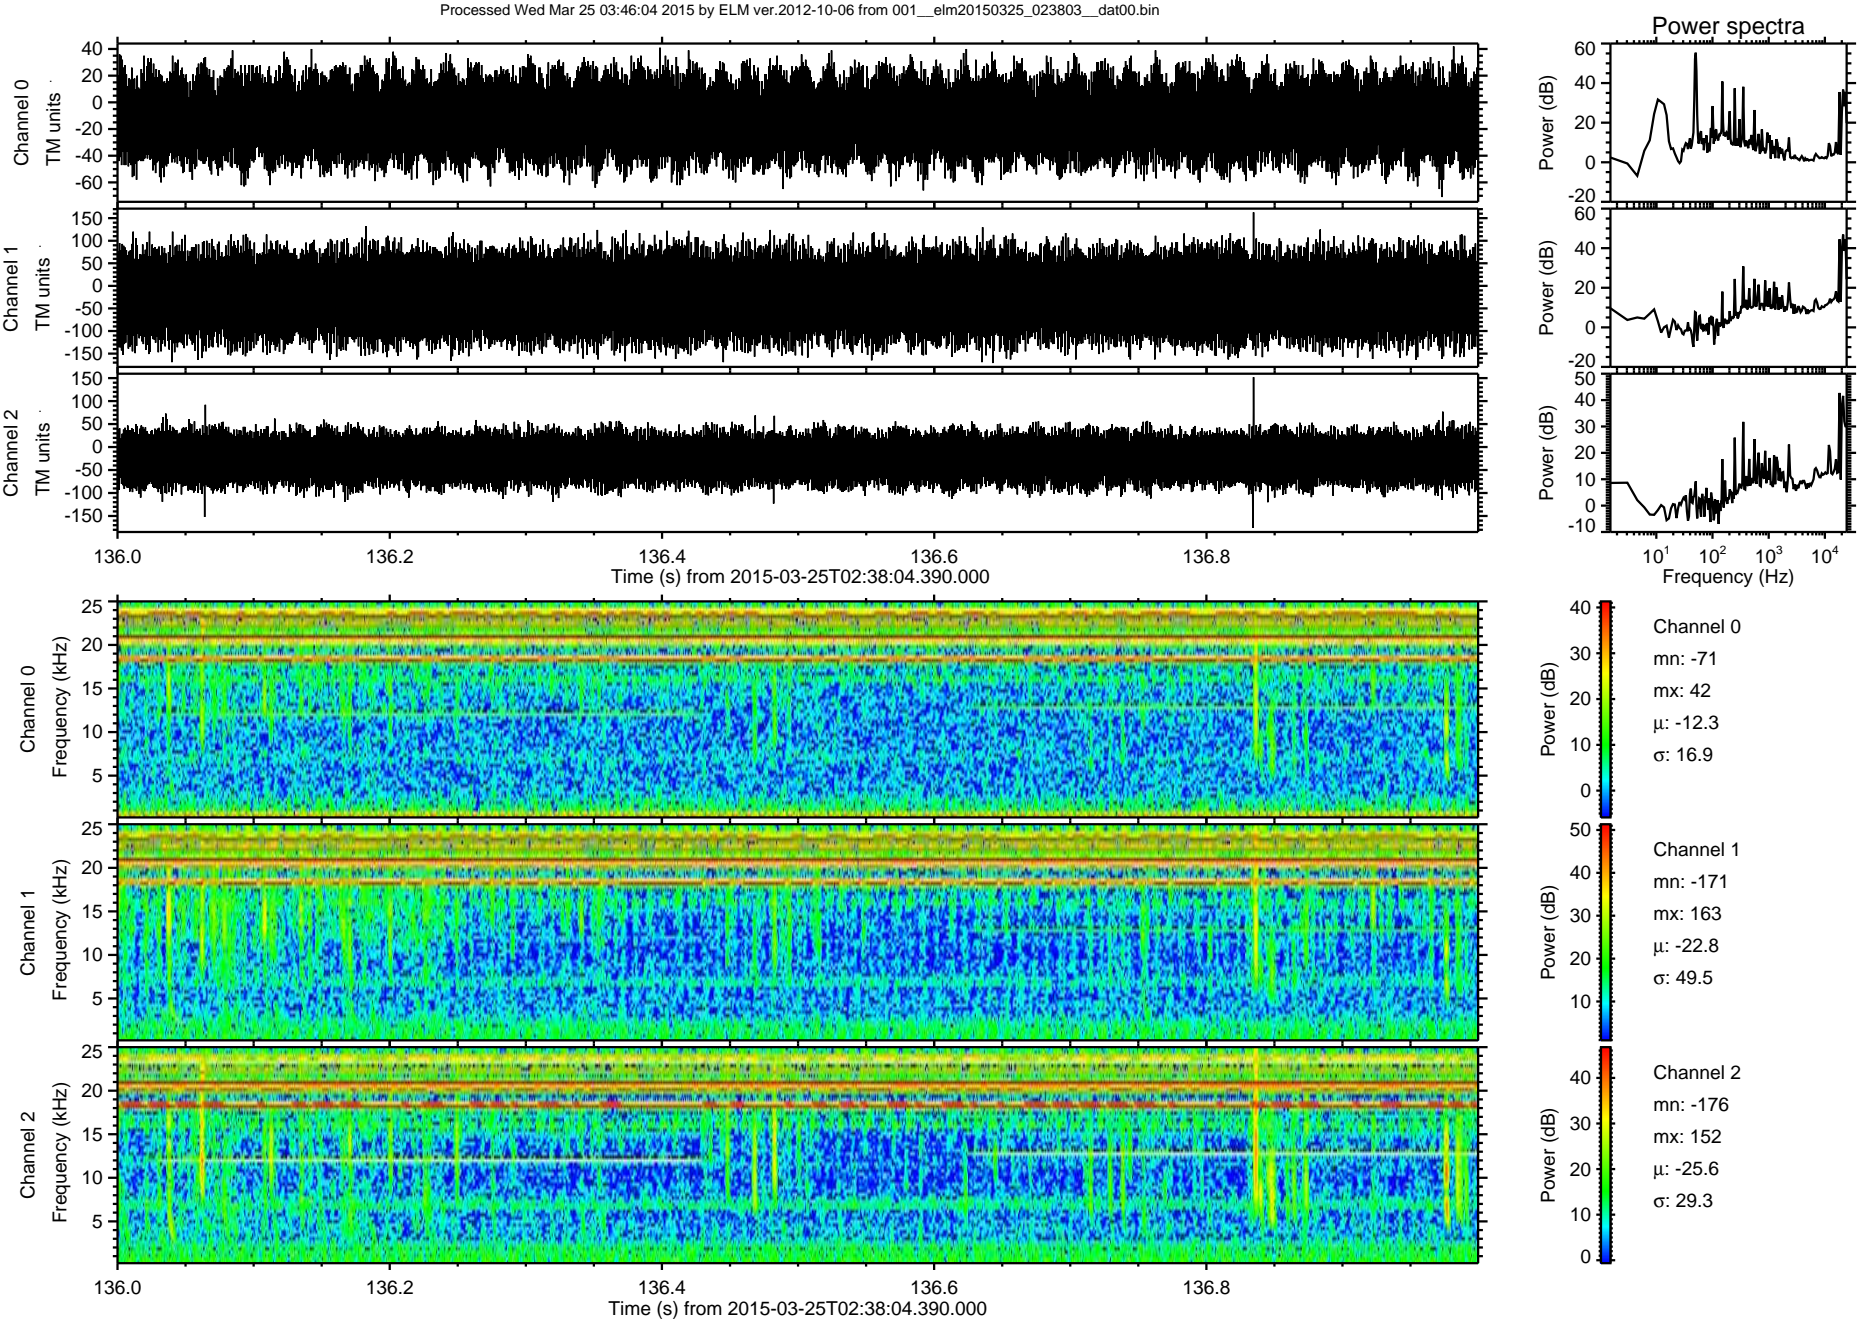 Processed Wed Mar 25 03:46:04 2015 by ELM ver.2012-10-06 from 001__elm20150325_023803__dat00.bin
Power spectra
Channel 0
TM units
40
20
0
-20
-40
-60
Power (dB)
60
40
20
0
-20
Channel 1
TM units
150
100
50
0
-50
-100
-150
Power (dB)
60
40
20
0
-20
Channel 2
TM units
150
100
50
0
-50
-100
-150
Power (dB)
50
40
30
20
10
0
-10
136.0 136.2 136.4 136.6 136.8
Time (s) from 2015-03-25T02:38:04.390.000
10¹ 10² 10³ 10⁴
Frequency (Hz)
Channel 0
Frequency (kHz)
25
20
15
10
5
Power (dB)
40
30
20
10
0
Channel 0
mn: -71
mx: 42
μ: -12.3
σ: 16.9
Channel 1
Frequency (kHz)
25
20
15
10
5
Power (dB)
50
40
30
20
10
Channel 1
mn: -171
mx: 163
μ: -22.8
σ: 49.5
Channel 2
Frequency (kHz)
25
20
15
10
5
Power (dB)
40
30
20
10
0
Channel 2
mn: -176
mx: 152
μ: -25.6
σ: 29.3
136.0 136.2 136.4 136.6 136.8
Time (s) from 2015-03-25T02:38:04.390.000